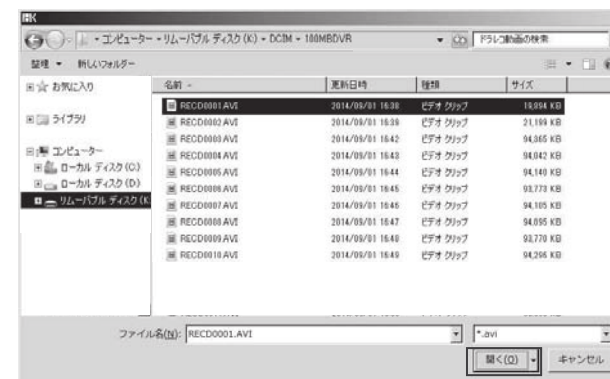 開く
コンピューター ▸ リムーバブル ディスク (K) ▸ DCIM ▸ 100MBDVR
ドラレコ動画の検索
整理 ▼ 新しいフォルダー
お気に入り
ライブラリ
コンピューター
ローカル ディスク (C:)
ローカル ディスク (D)
リムーバブル ディスク (K
名前 更新日時 種類 サイズ
RECD0001.AVI 2014/09/01 16:38 ビデオ クリップ 19,894 KB
RECD0002.AVI 2014/09/01 16:39 ビデオ クリップ 21,199 KB
RECD0003.AVI 2014/09/01 16:42 ビデオ クリップ 94,365 KB
RECD0004.AVI 2014/09/01 16:43 ビデオ クリップ 94,042 KB
RECD0005.AVI 2014/09/01 16:44 ビデオ クリップ 94,140 KB
RECD0006.AVI 2014/09/01 16:45 ビデオ クリップ 93,773 KB
RECD0007.AVI 2014/09/01 16:46 ビデオ クリップ 94,105 KB
RECD0008.AVI 2014/09/01 16:47 ビデオ クリップ 94,095 KB
RECD0009.AVI 2014/09/01 16:48 ビデオ クリップ 93,770 KB
RECD0010.AVI 2014/09/01 16:49 ビデオ クリップ 94,296 KB
ファイル名(N): RECD0001.AVI *.avi
開く(O) キャンセル